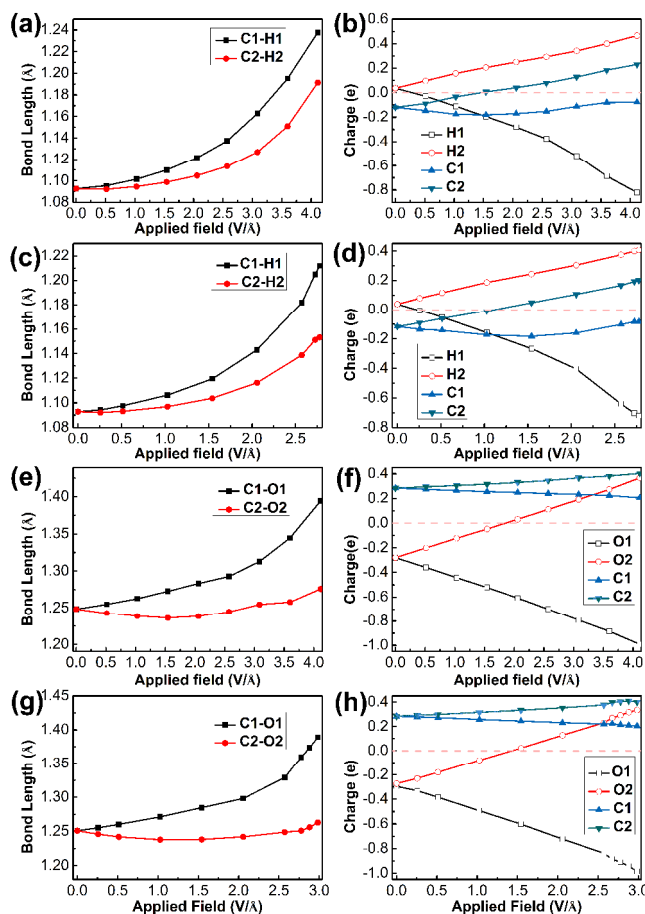 (a)
C1-H1
C2-H2
Bond Length (Å)
1.24
1.22
1.20
1.18
1.16
1.14
1.12
1.10
1.08
0.0 0.5 1.0 1.5 2.0 2.5 3.0 3.5 4.0
Applied field (V/Å)
(b)
Charge (e)
0.6
0.4
0.2
0.0
-0.2
-0.4
-0.6
-0.8
H1
H2
C1
C2
0.0 0.5 1.0 1.5 2.0 2.5 3.0 3.5 4.0
Applied field (V/Å)
(c)
C1-H1
C2-H2
Bond Length (Å)
1.22
1.20
1.18
1.16
1.14
1.12
1.10
1.08
0.0 0.5 1.0 1.5 2.0 2.5
Applied field (V/Å)
(d)
Charge (e)
0.4
0.2
0.0
-0.2
-0.4
-0.6
-0.8
H1
H2
C1
C2
0.0 0.5 1.0 1.5 2.0 2.5
Applied field (V/Å)
(e)
C1-O1
C2-O2
Bond Length (Å)
1.40
1.35
1.30
1.25
1.20
0.0 0.5 1.0 1.5 2.0 2.5 3.0 3.5 4.0
Applied field (V/Å)
(f)
Charge(e)
0.4
0.2
0.0
-0.2
-0.4
-0.6
-0.8
-1.0
O1
O2
C1
C2
0.0 0.5 1.0 1.5 2.0 2.5 3.0 3.5 4.0
Applied field (V/Å)
(g)
C1-O1
C2-O2
Bond Length (Å)
1.45
1.40
1.35
1.30
1.25
1.20
0.0 0.5 1.0 1.5 2.0 2.5 3.0
Applied Field (V/Å)
(h)
Charge (e)
0.4
0.2
0.0
-0.2
-0.4
-0.6
-0.8
-1.0
O1
O2
C1
C2
0.0 0.5 1.0 1.5 2.0 2.5 3.0
Applied Field (V/Å)